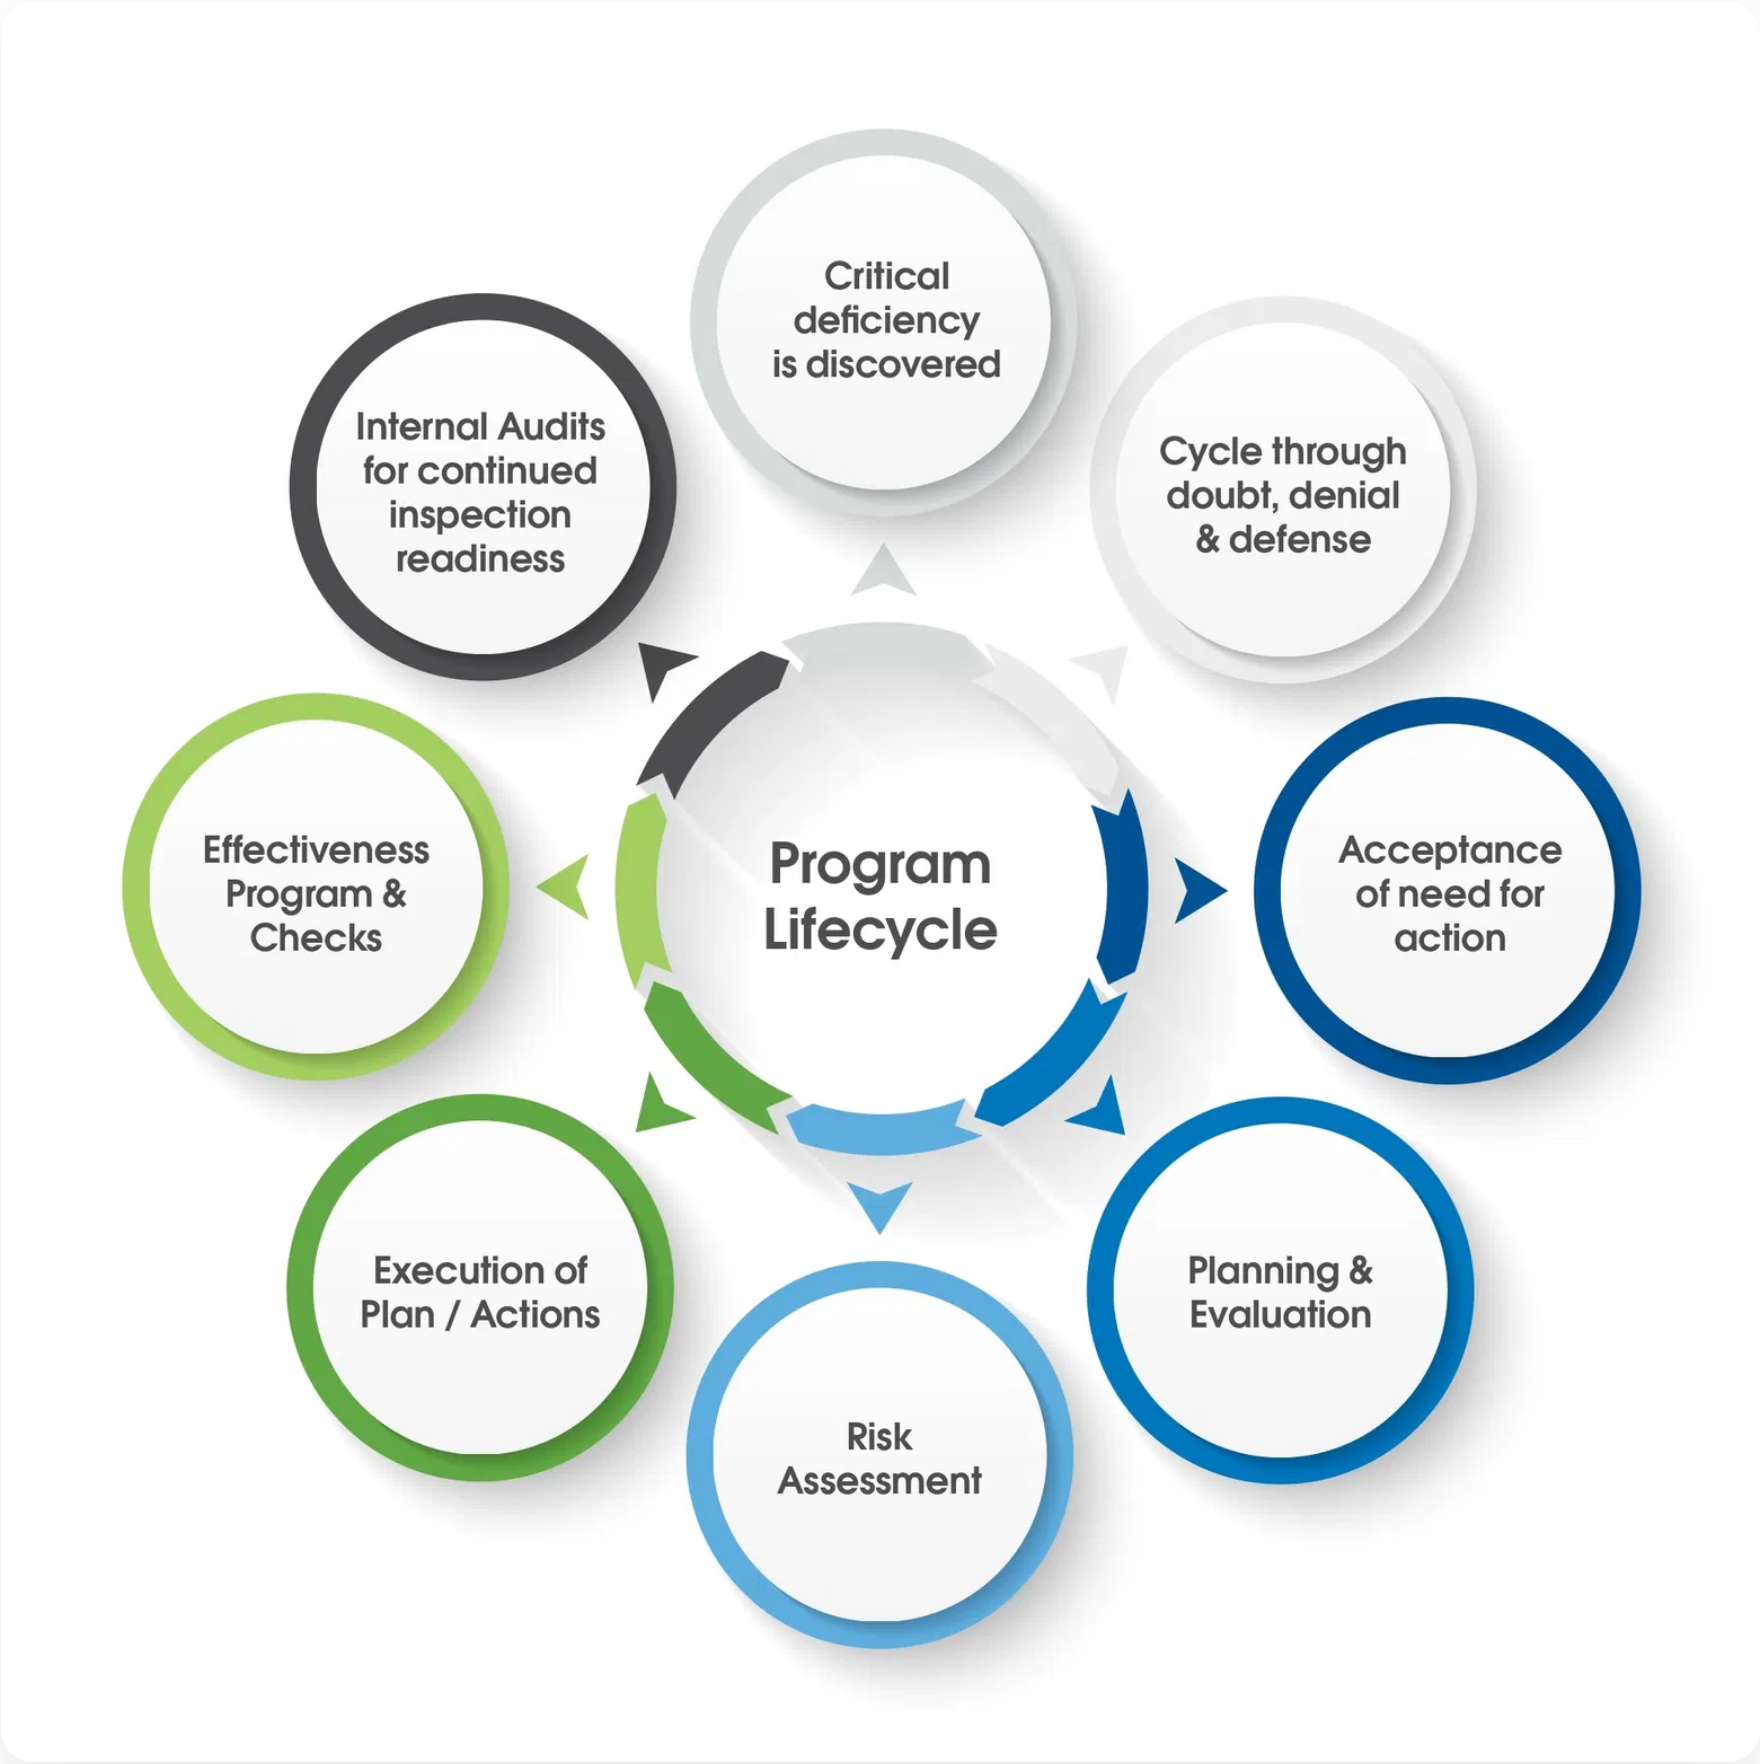 Critical
deficiency
is discovered
Cycle through
doubt, denial
& defense
Acceptance
of need for
action
Planning &
Evaluation
Risk
Assessment
Execution of
Plan / Actions
Effectiveness
Program &
Checks
Internal Audits
for continued
inspection
readiness
Program
Lifecycle